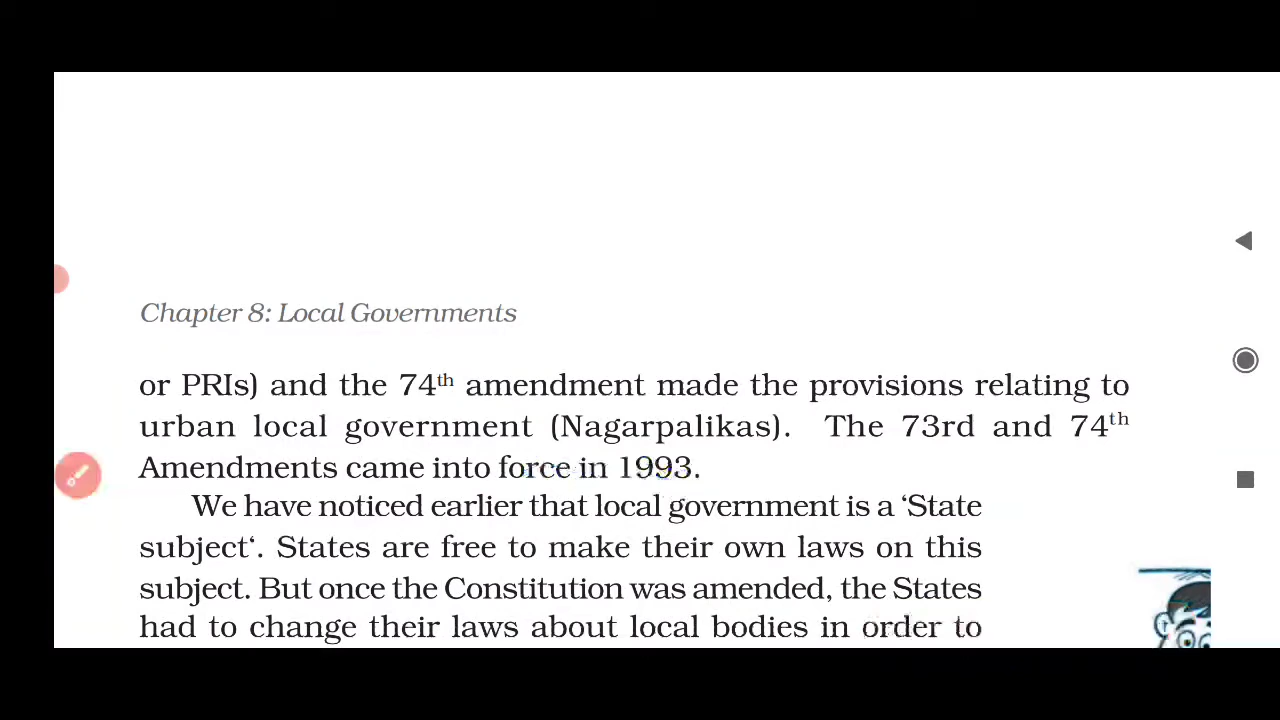 Chapter 8: Local Governments
or PRIs) and the 74th amendment made the provisions relating to
urban local government (Nagarpalikas). The 73rd and 74th
Amendments came into force in 1993.
We have noticed earlier that local government is a ‘State
subject‘. States are free to make their own laws on this
subject. But once the Constitution was amended, the States
had to change their laws about local bodies in order to